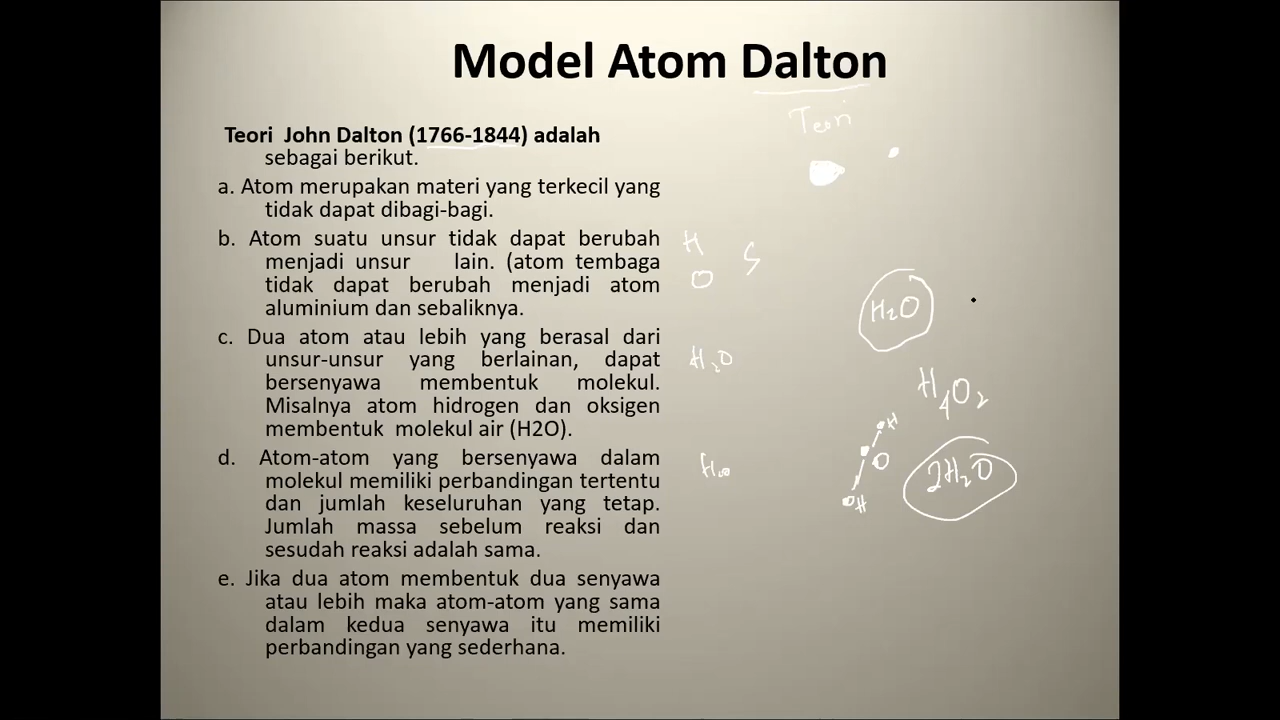 Model Atom Dalton
Teori
Teori John Dalton (1766-1844) adalah
sebagai berikut.
a. Atom merupakan materi yang terkecil yang
tidak dapat dibagi-bagi.
b. Atom suatu unsur tidak dapat berubah
menjadi unsur lain. (atom tembaga
tidak dapat berubah menjadi atom
aluminium dan sebaliknya.
c. Dua atom atau lebih yang berasal dari
unsur-unsur yang berlainan, dapat
bersenyawa membentuk molekul.
Misalnya atom hidrogen dan oksigen
membentuk molekul air (H2O).
d. Atom-atom yang bersenyawa dalam
molekul memiliki perbandingan tertentu
dan jumlah keseluruhan yang tetap.
Jumlah massa sebelum reaksi dan
sesudah reaksi adalah sama.
e. Jika dua atom membentuk dua senyawa
atau lebih maka atom-atom yang sama
dalam kedua senyawa itu memiliki
perbandingan yang sederhana.
H S
O
H₂O
H₂O
H₄O₂
H
O
2H₂O
H